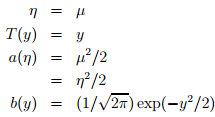 η = μ
T(y) = y
a(η) = μ²/2
= η²/2
b(y) = (1/√2π) exp(−y²/2)